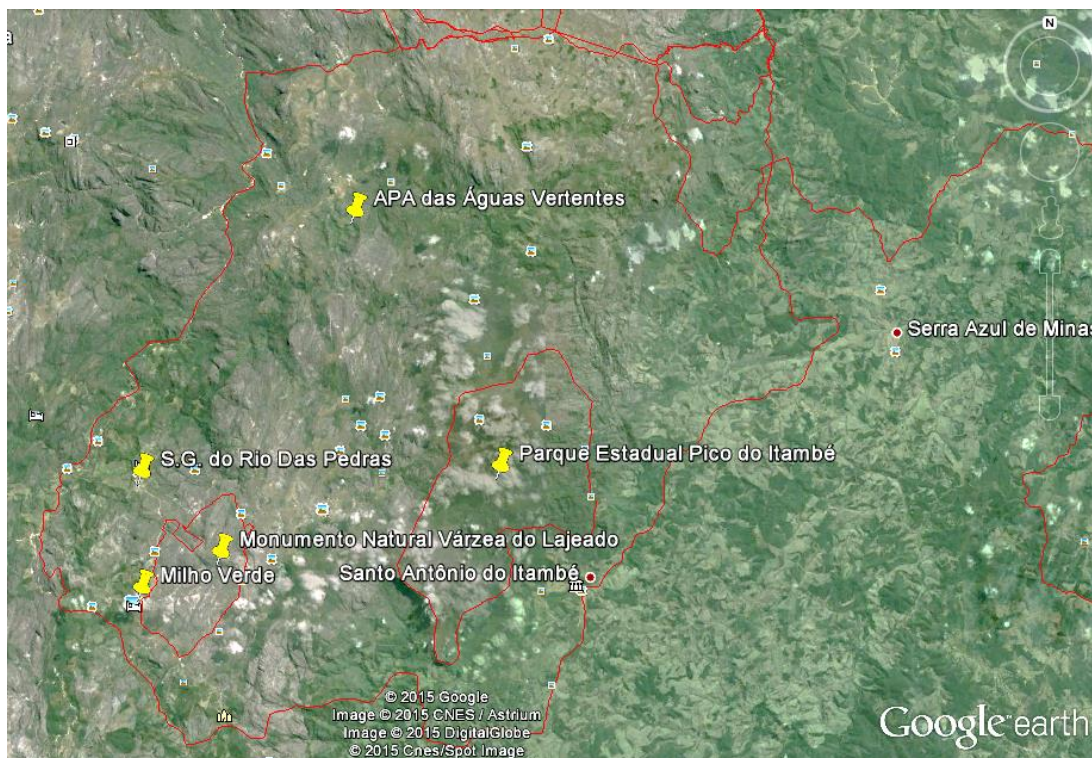 a
N
APA das Águas Vertentes
Serra Azul de Minas
S.G. do Rio Das Pedras
Parque Estadual Pico do Itambé
Monumento Natural Várzea do Lajeado
Santo Antônio do Itambé
Milho Verde
© 2015 Google
Image © 2015 CNES / Astrium
Image © 2015 DigitalGlobe
© 2015 Cnes/Spot Image
Google earth